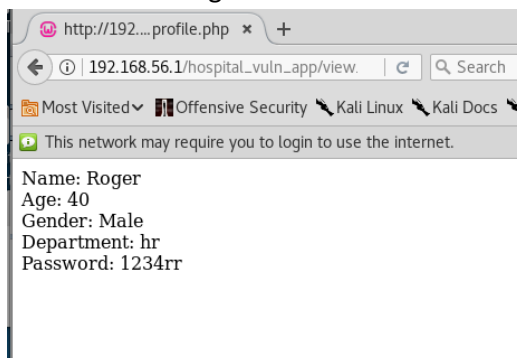 http://192....profile.php × +
192.168.56.1/hospital_vuln_app/view. Search
Most Visited Offensive Security Kali Linux Kali Docs
This network may require you to login to use the internet.
Name: Roger
Age: 40
Gender: Male
Department: hr
Password: 1234rr